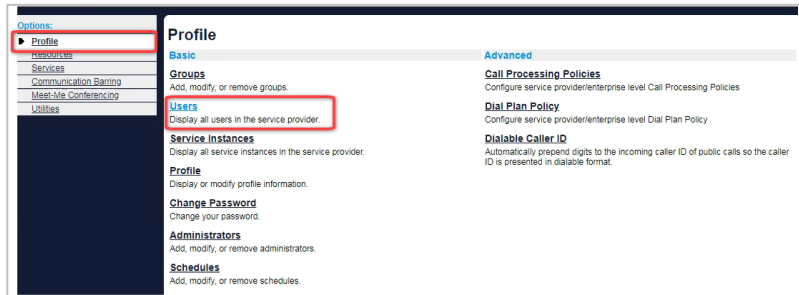 Options:
Profile
Resources
Services
Communication Barring
Meet-Me Conferencing
Utilities
Profile
Basic
Groups
Add, modify, or remove groups.
Users
Display all users in the service provider.
Service Instances
Display all service instances in the service provider.
Profile
Display or modify profile information.
Change Password
Change your password.
Administrators
Add, modify, or remove administrators.
Schedules
Add, modify, or remove schedules.
Advanced
Call Processing Policies
Configure service provider/enterprise level Call Processing Policies
Dial Plan Policy
Configure service provider/enterprise level Dial Plan Policy
Dialable Caller ID
Automatically prepend digits to the incoming caller ID of public calls so the caller
ID is presented in dialable format.